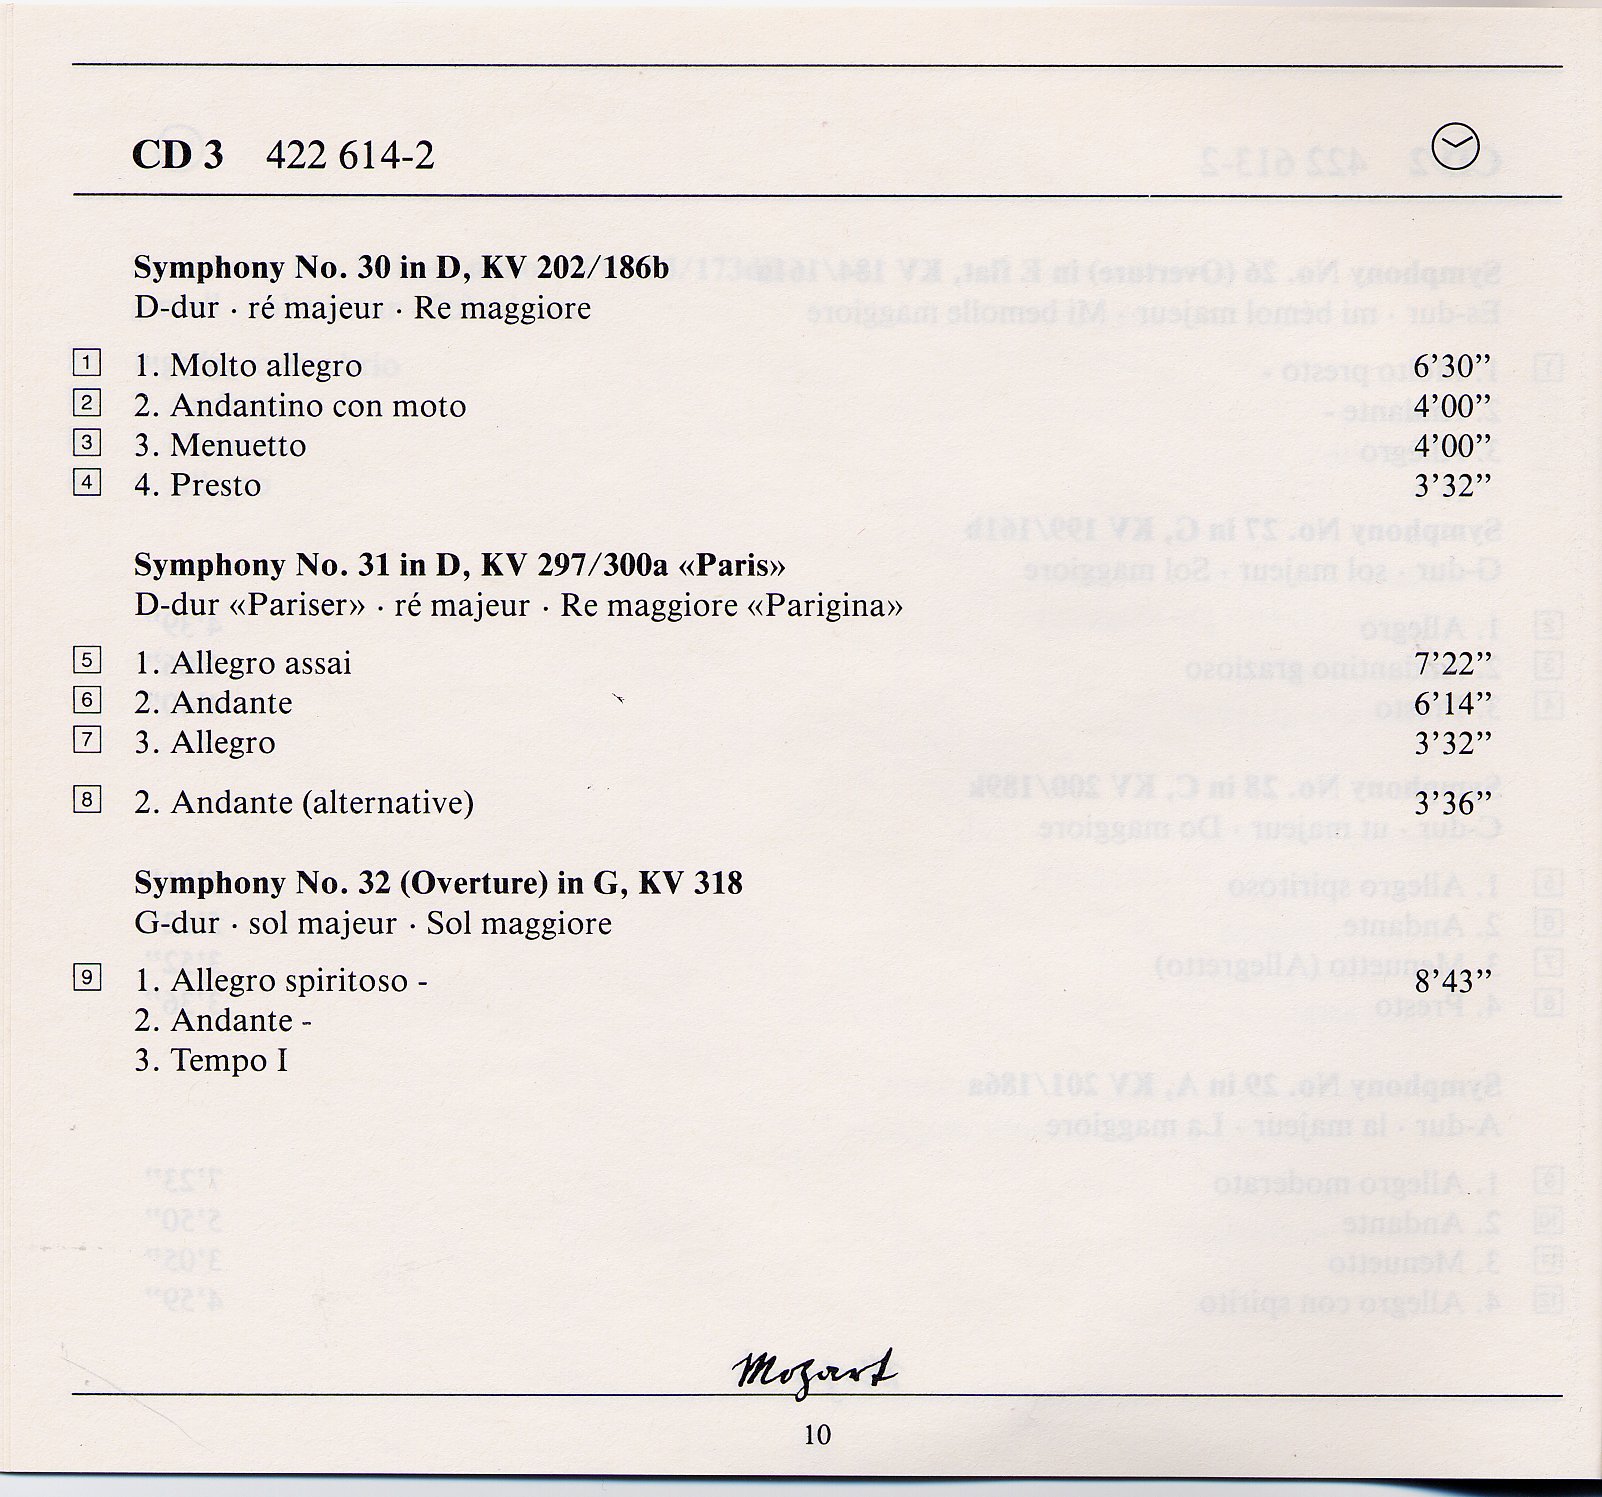 CD 3 422 614-2
Symphony No. 30 in D, KV 202/186b
D-dur · ré majeur · Re maggiore
1 1. Molto allegro 6’30”
2 2. Andantino con moto 4’00”
3 3. Menuetto 4’00”
4 4. Presto 3’32”
Symphony No. 31 in D, KV 297/300a «Paris»
D-dur «Pariser» · ré majeur · Re maggiore «Parigina»
5 1. Allegro assai 7’22”
6 2. Andante 6’14”
7 3. Allegro 3’32”
8 2. Andante (alternative) 3’36”
Symphony No. 32 (Overture) in G, KV 318
G-dur · sol majeur · Sol maggiore
9 1. Allegro spiritoso - 8’43”
2. Andante -
3. Tempo I
Mozart
10